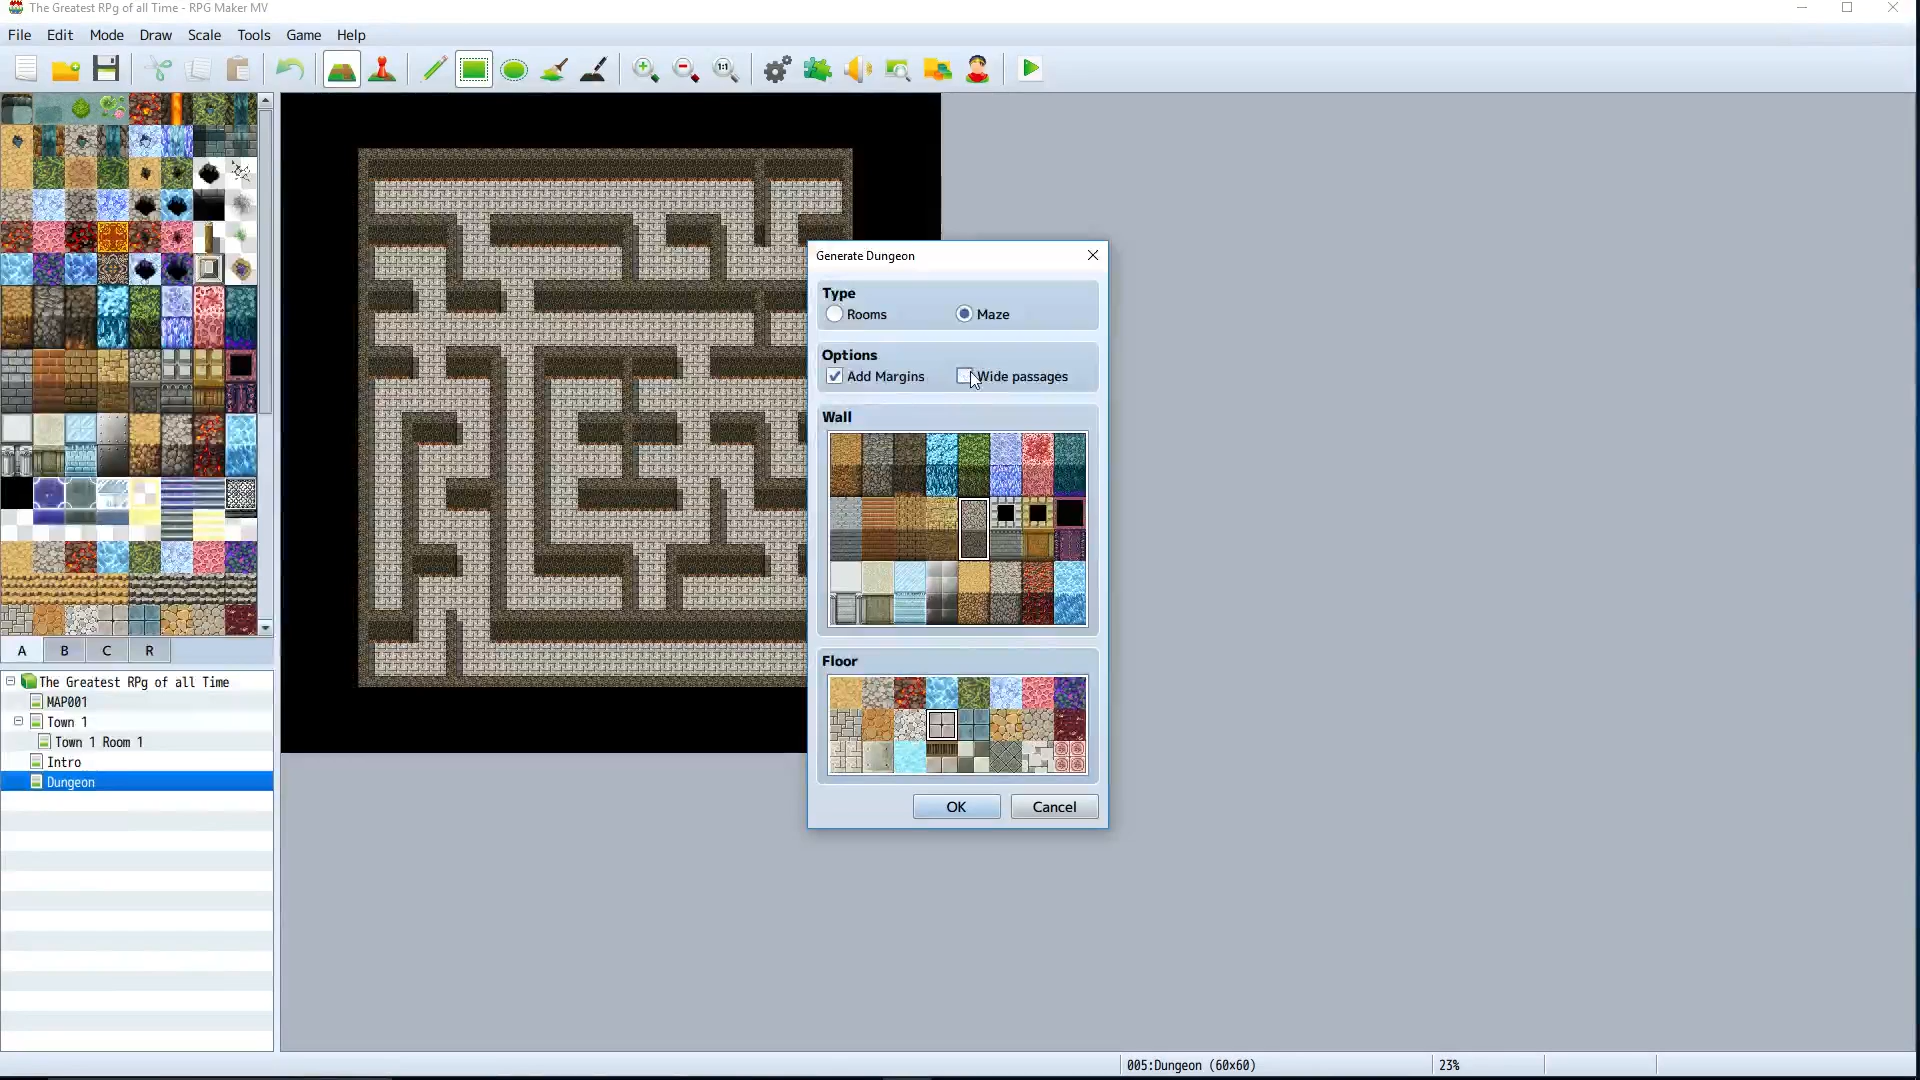 The Greatest RPg of all Time - RPG Maker MV
File Edit Mode Draw Scale Tools Game Help
1:1
A B C R
The Greatest RPg of all Time
MAP001
Town 1
Town 1 Room 1
Intro
Dungeon
Generate Dungeon
Type
Rooms Maze
Options
Add Margins Wide passages
Wall
Floor
OK Cancel
005:Dungeon (60x60) 23%